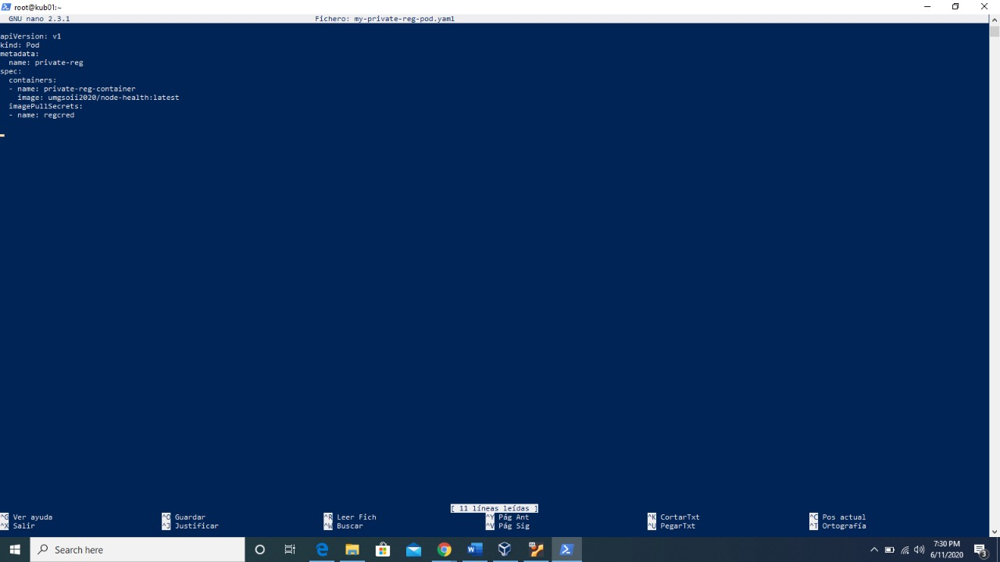 root@kub01:~
GNU nano 2.3.1 Fichero: my-private-reg-pod.yaml
apiVersion: v1
kind: Pod
metadata:
  name: private-reg
spec:
  containers:
  - name: private-reg-container
    image: umgsoii2020/node-health:latest
  imagePullSecrets:
  - name: regcred
[ 11 líneas leídas ]
^G Ver ayuda ^O Guardar ^R Leer Fich ^Y Pág Ant ^K CortarTxt ^C Pos actual
^X Salir ^J Justificar ^W Buscar ^V Pág Sig ^U PegarTxt ^T Ortografía
Search here
7:30 PM
6/11/2020
3